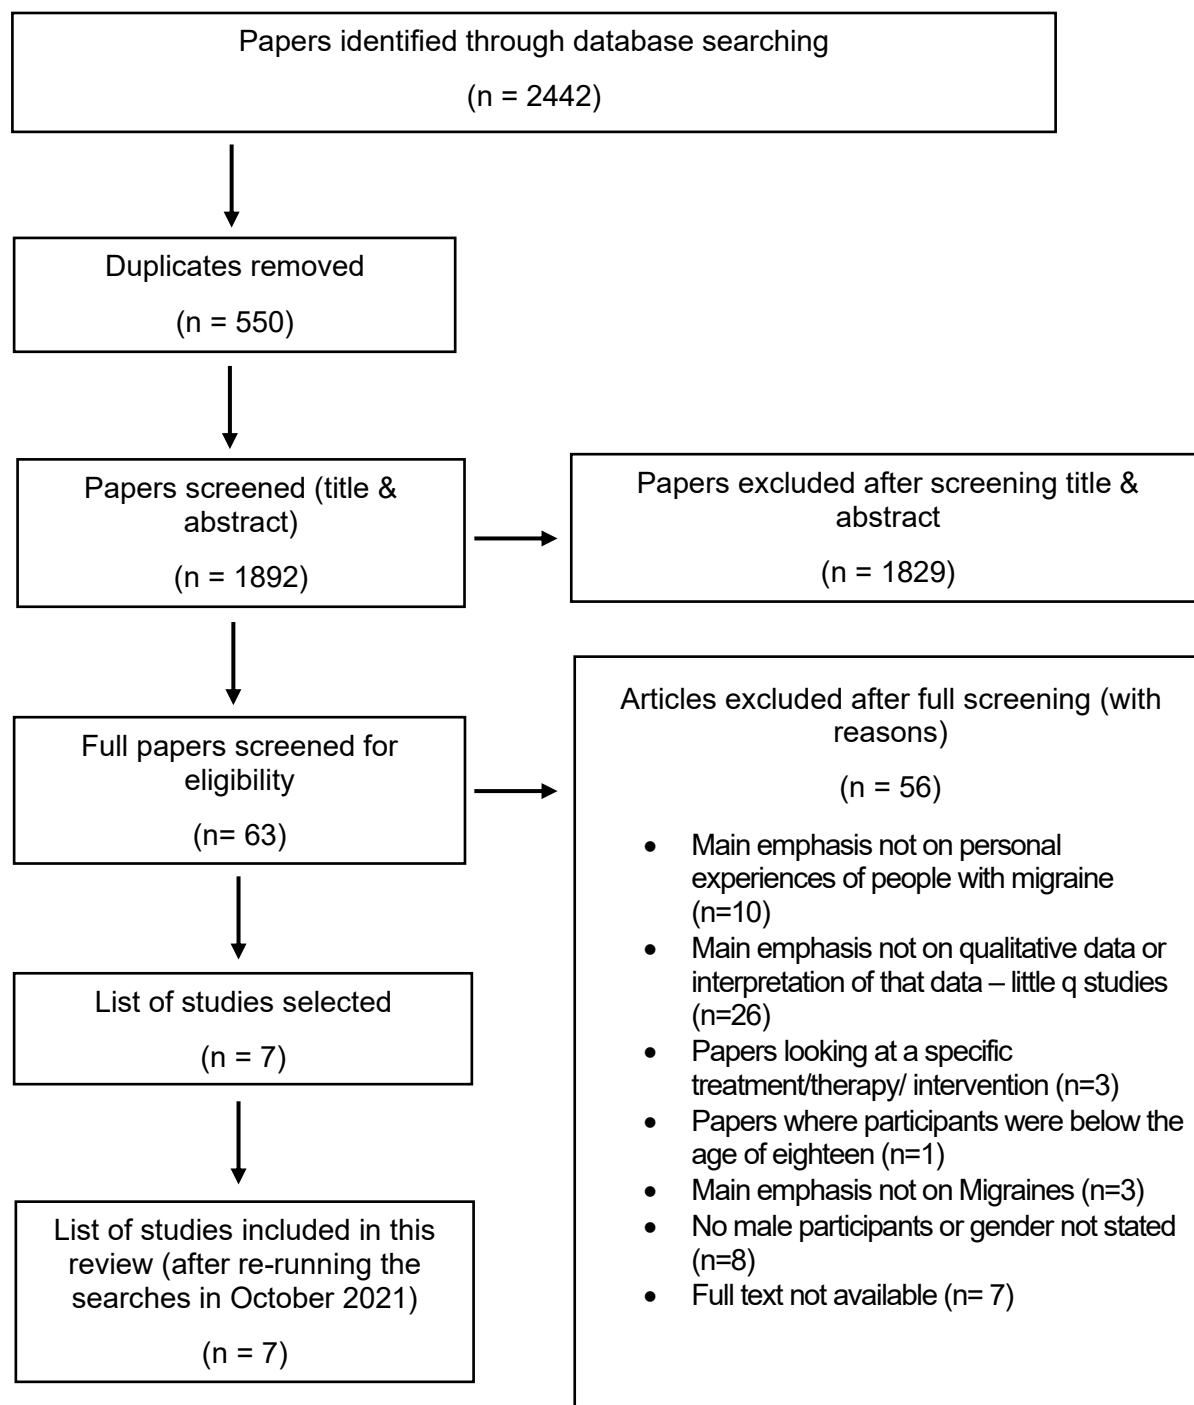 Papers identified through database searching
(n = 2442)
Duplicates removed
(n = 550)
Papers screened (title &
abstract)
(n = 1892)
Papers excluded after screening title &
abstract
(n = 1829)
Full papers screened for
eligibility
(n= 63)
Articles excluded after full screening (with
reasons)
(n = 56)
• Main emphasis not on personal
experiences of people with migraine
(n=10)
• Main emphasis not on qualitative data or
interpretation of that data – little q studies
(n=26)
• Papers looking at a specific
treatment/therapy/ intervention (n=3)
• Papers where participants were below the
age of eighteen (n=1)
• Main emphasis not on Migraines (n=3)
• No male participants or gender not stated
(n=8)
• Full text not available (n= 7)
List of studies selected
(n = 7)
List of studies included in this
review (after re-running the
searches in October 2021)
(n = 7)